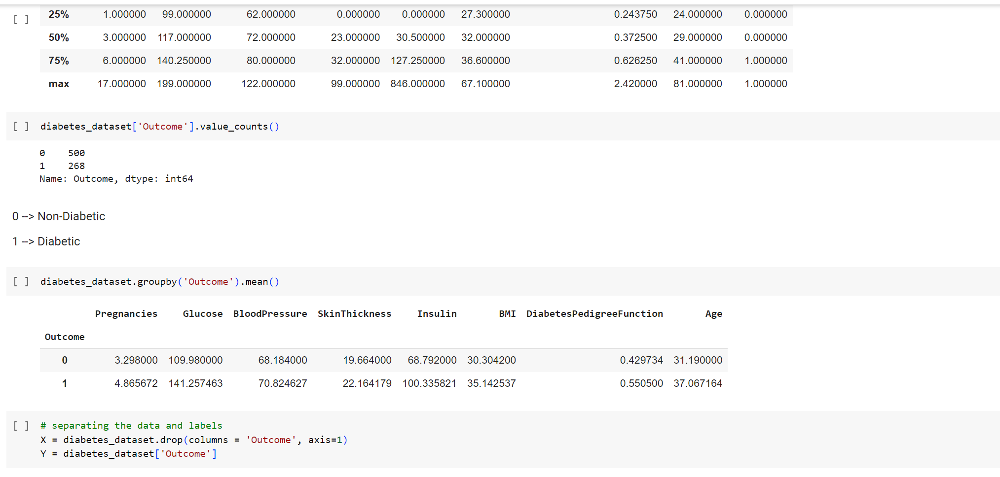 [ ] 25% 1.000000 99.000000 62.000000 0.000000 0.000000 27.300000 0.243750 24.000000 0.000000
50% 3.000000 117.000000 72.000000 23.000000 30.500000 32.000000 0.372500 29.000000 0.000000
75% 6.000000 140.250000 80.000000 32.000000 127.250000 36.600000 0.626250 41.000000 1.000000
max 17.000000 199.000000 122.000000 99.000000 846.000000 67.100000 2.420000 81.000000 1.000000
[ ] diabetes_dataset['Outcome'].value_counts()
0 500
1 268
Name: Outcome, dtype: int64
0 --> Non-Diabetic
1 --> Diabetic
[ ] diabetes_dataset.groupby('Outcome').mean()
Pregnancies Glucose BloodPressure SkinThickness Insulin BMI DiabetesPedigreeFunction Age
Outcome
0 3.298000 109.980000 68.184000 19.664000 68.792000 30.304200 0.429734 31.190000
1 4.865672 141.257463 70.824627 22.164179 100.335821 35.142537 0.550500 37.067164
[ ] # separating the data and labels
X = diabetes_dataset.drop(columns = 'Outcome', axis=1)
Y = diabetes_dataset['Outcome']